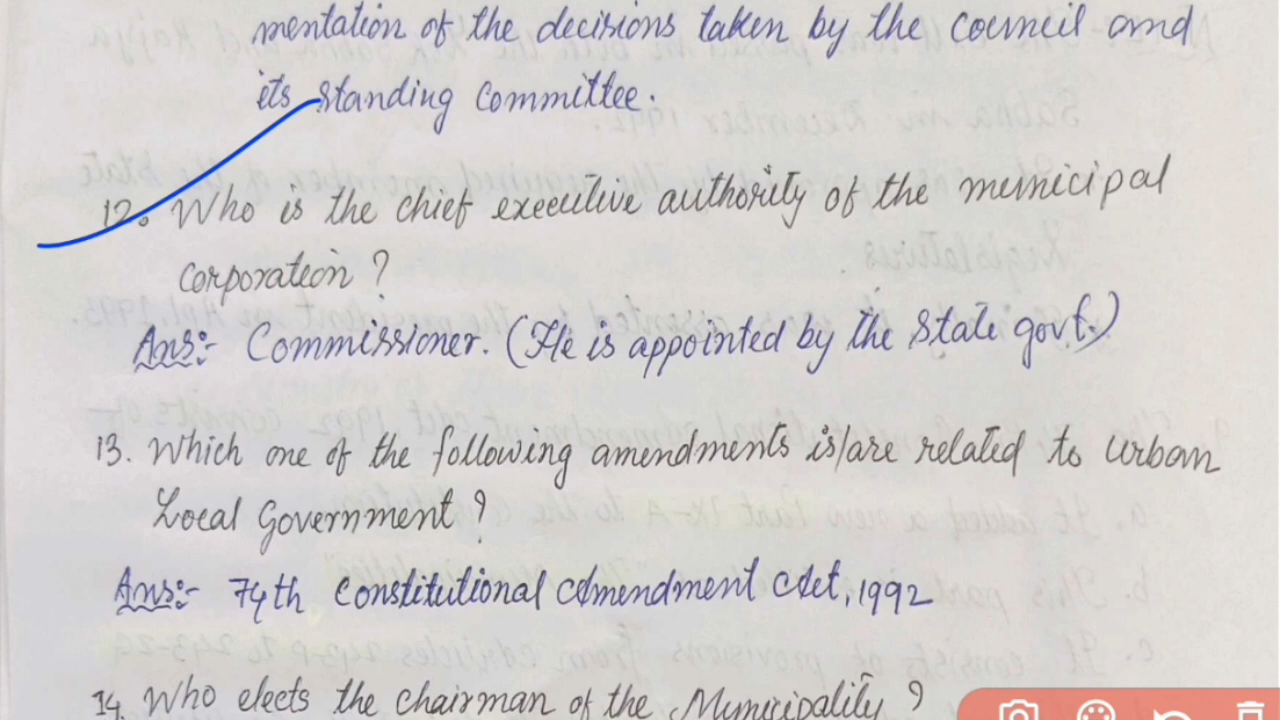 mentation of the decisions taken by the council and
its standing committee.
12. Who is the chief executive authority of the municipal
corporation ?
Ans:- Commissioner. (He is appointed by the state govt.)
13. Which one of the following amendments is/are related to Urban
Local Government ?
Ans:- 74th Constitutional Amendment Act, 1992
14. Who elects the chairman of the Municipality ?